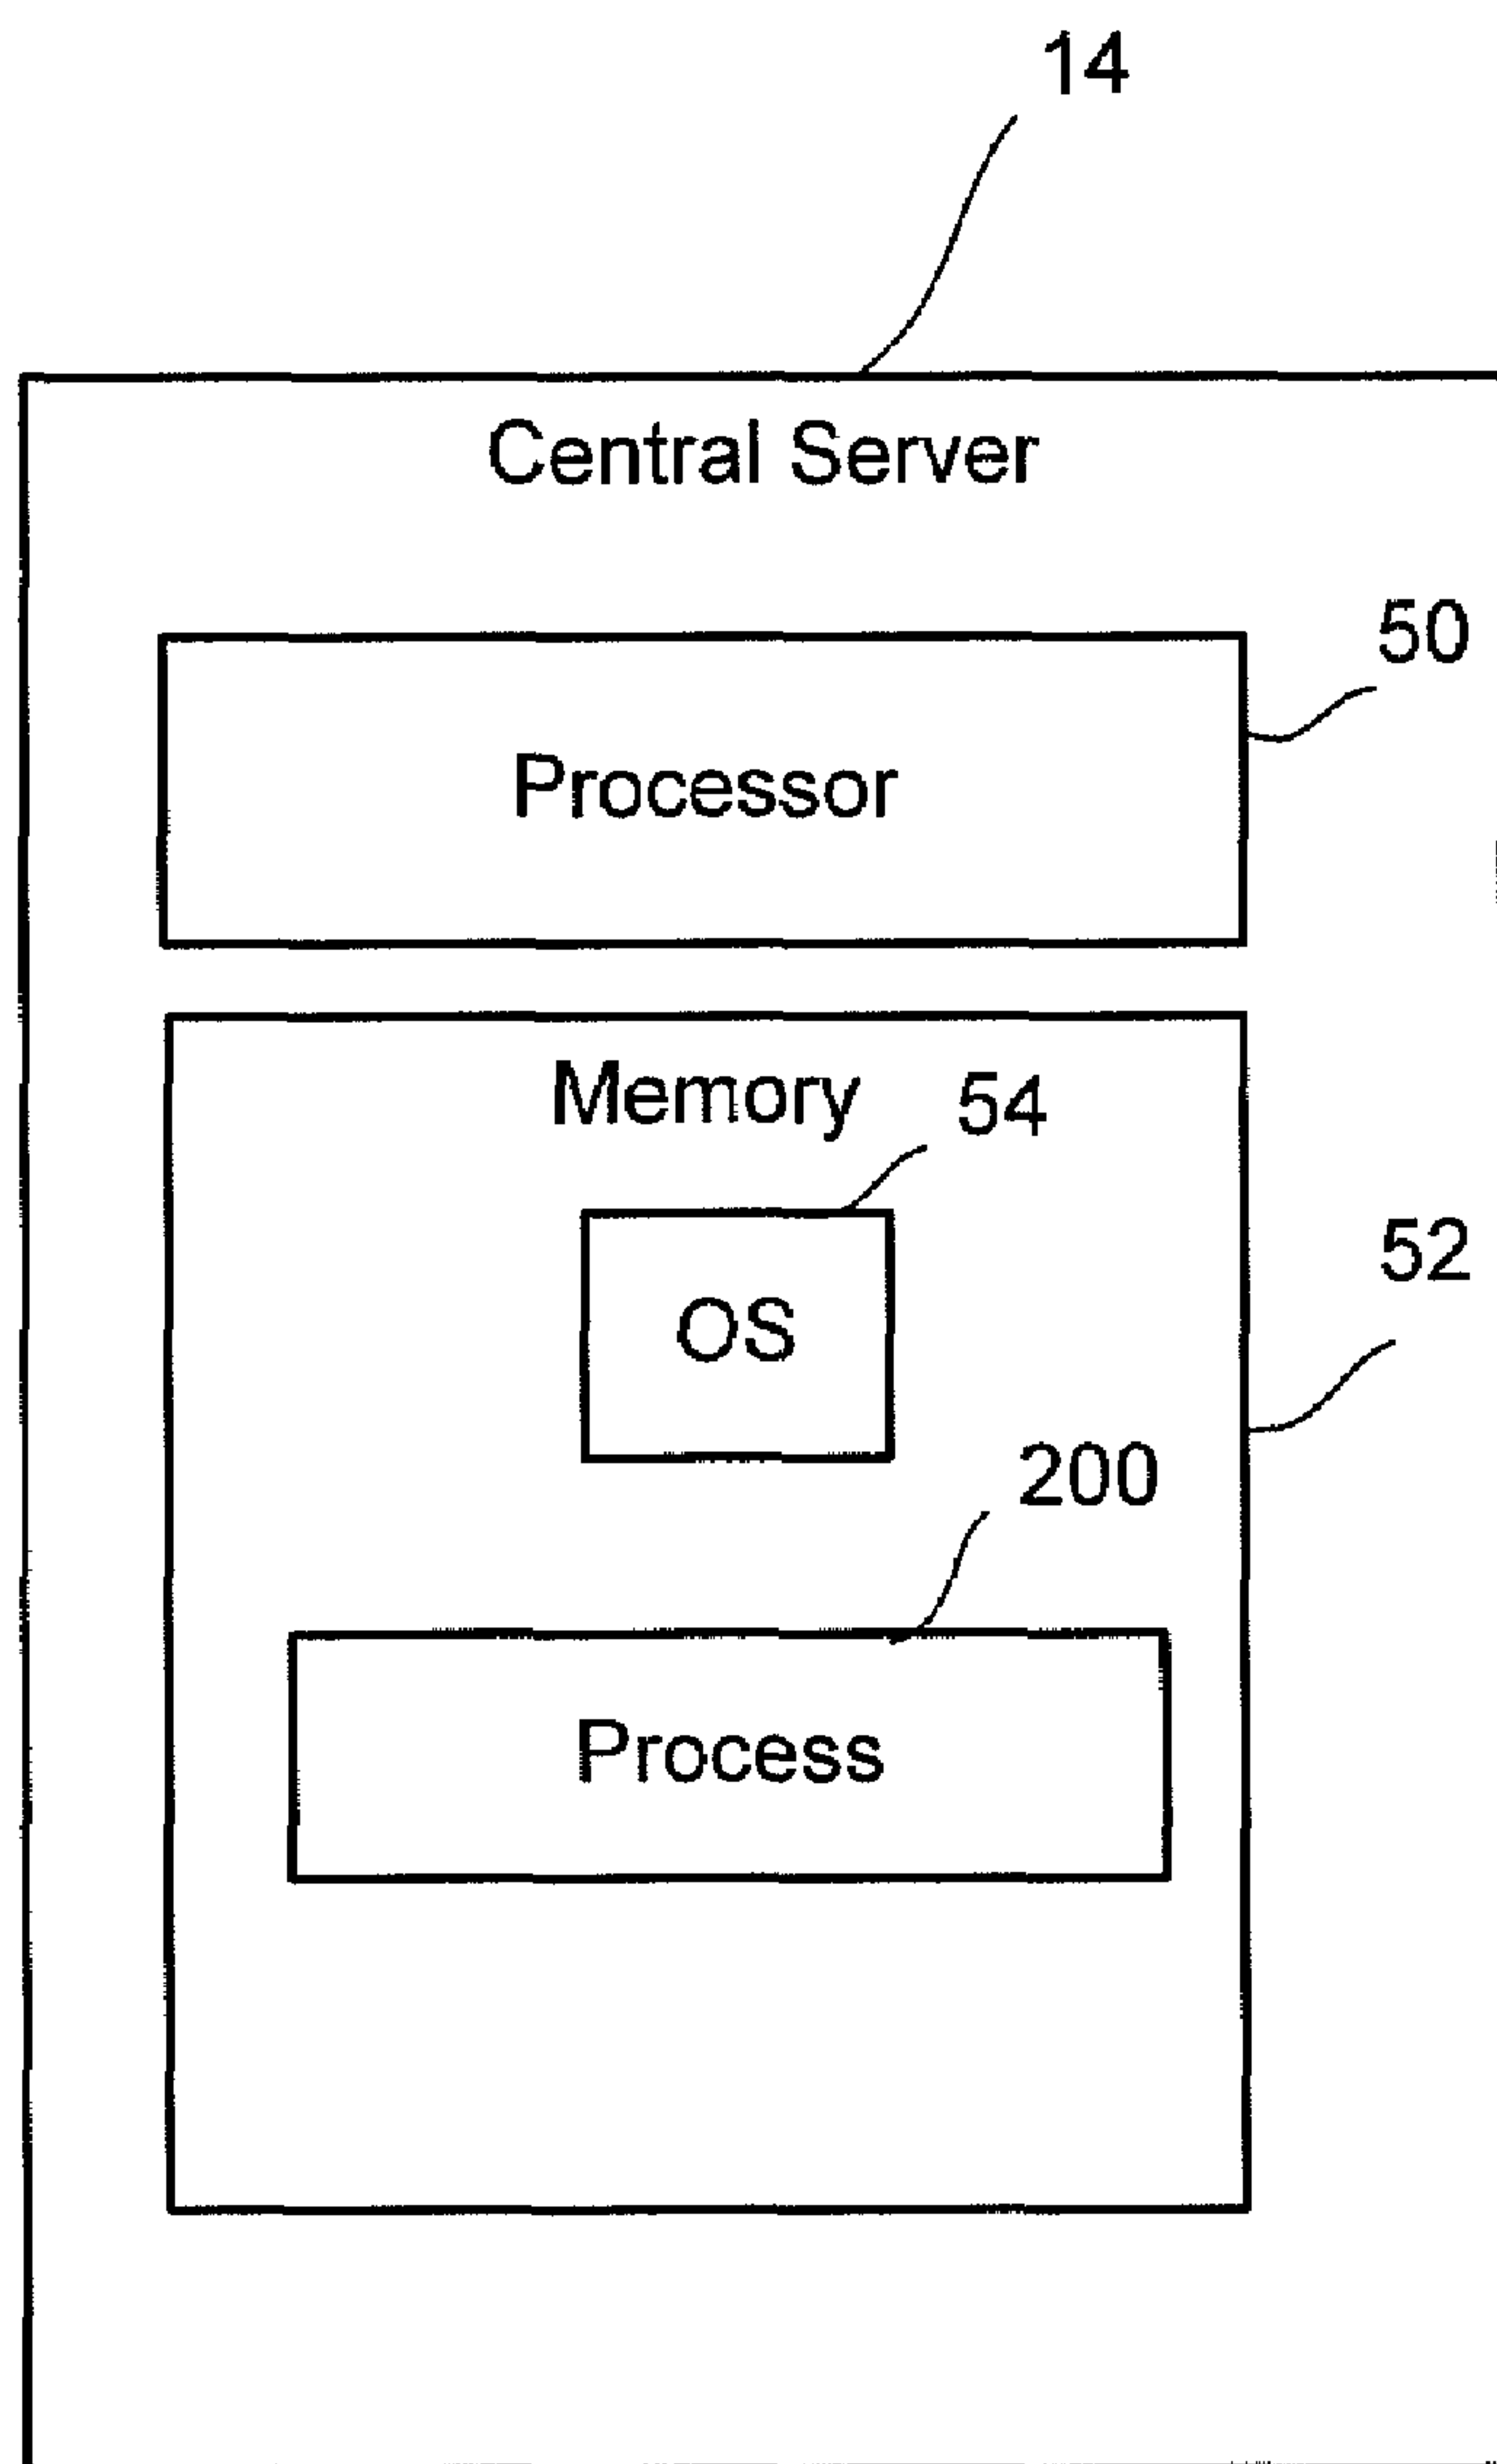 14
Central Server
50
Processor
Memory
54
OS
52
200
Process